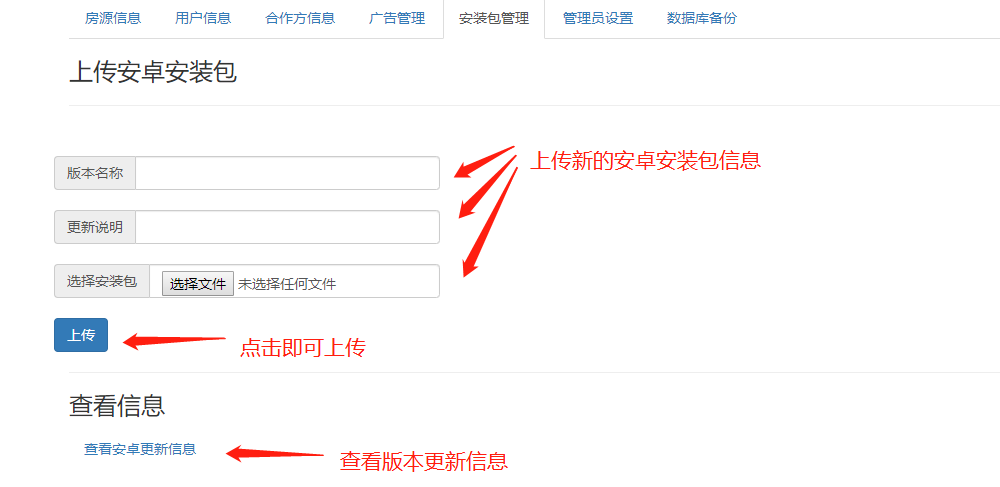 房源信息 用户信息 合作方信息 广告管理 安装包管理 管理员设置 数据库备份
上传安卓安装包
上传新的安卓安装包信息
版本名称
更新说明
选择安装包 选择文件 未选择任何文件
上传
点击即可上传
查看信息
查看安卓更新信息
查看版本更新信息